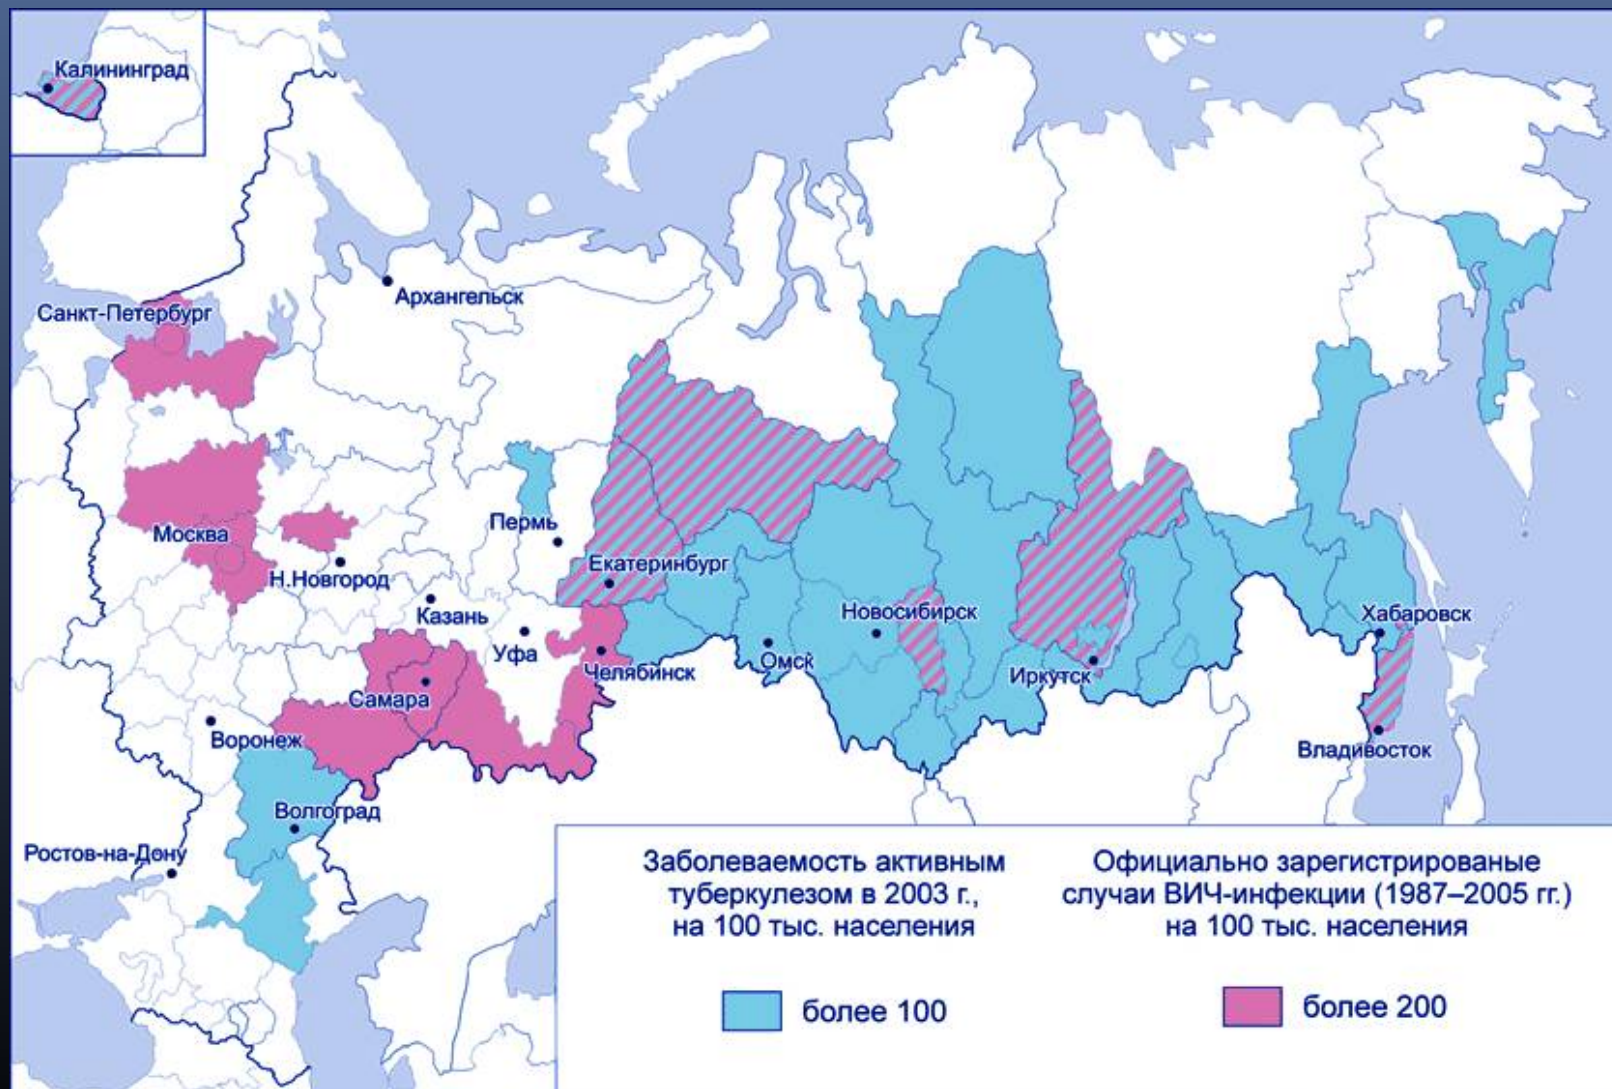 Калининград
Санкт-Петербург
Архангельск
Москва
Н.Новгород
Пермь
Екатеринбург
Казань
Уфа
Челябинск
Самара
Воронеж
Волгоград
Ростов-на-Дону
Омск
Новосибирск
Иркутск
Хабаровск
Владивосток
Заболеваемость активным
туберкулезом в 2003 г.,
на 100 тыс. населения
более 100
Официально зарегистрированые
случаи ВИЧ-инфекции (1987–2005 гг.)
на 100 тыс. населения
более 200